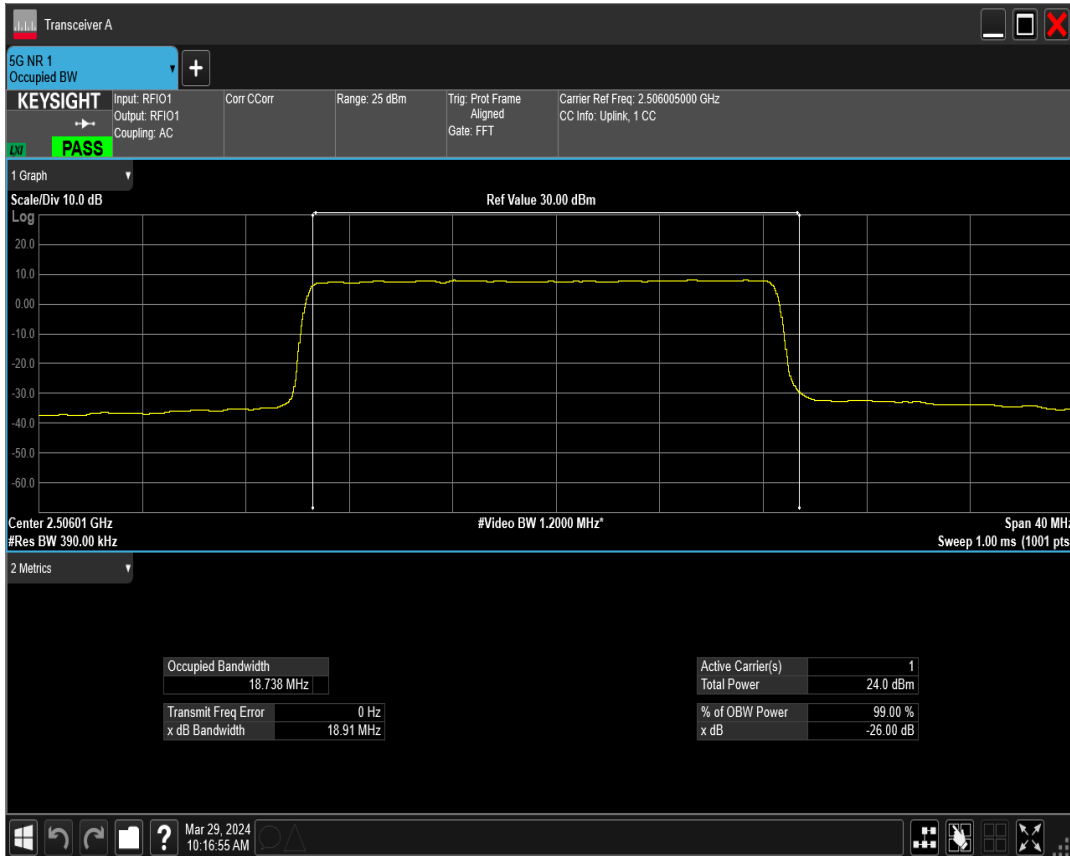 Transceiver A
5G NR 1
Occupied BW
+
KEYSIGHT
LXI
PASS
Input: RFIO1
Output: RFIO1
Coupling: AC
Corr CCorr
Range: 25 dBm
Trig: Prot Frame
Aligned
Gate: FFT
Carrier Ref Freq: 2.506005000 GHz
CC Info: Uplink, 1 CC
1 Graph
Scale/Div 10.0 dB
Ref Value 30.00 dBm
Log
20.0
10.0
0.00
-10.0
-20.0
-30.0
-40.0
-50.0
-60.0
Center 2.50601 GHz
#Video BW 1.2000 MHz*
Span 40 MHz
#Res BW 390.00 kHz
Sweep 1.00 ms (1001 pts
2 Metrics
Occupied Bandwidth
18.738 MHz
Transmit Freq Error 0 Hz
x dB Bandwidth 18.91 MHz
Active Carrier(s) 1
Total Power 24.0 dBm
% of OBW Power 99.00 %
x dB -26.00 dB
?
Mar 29, 2024
10:16:55 AM